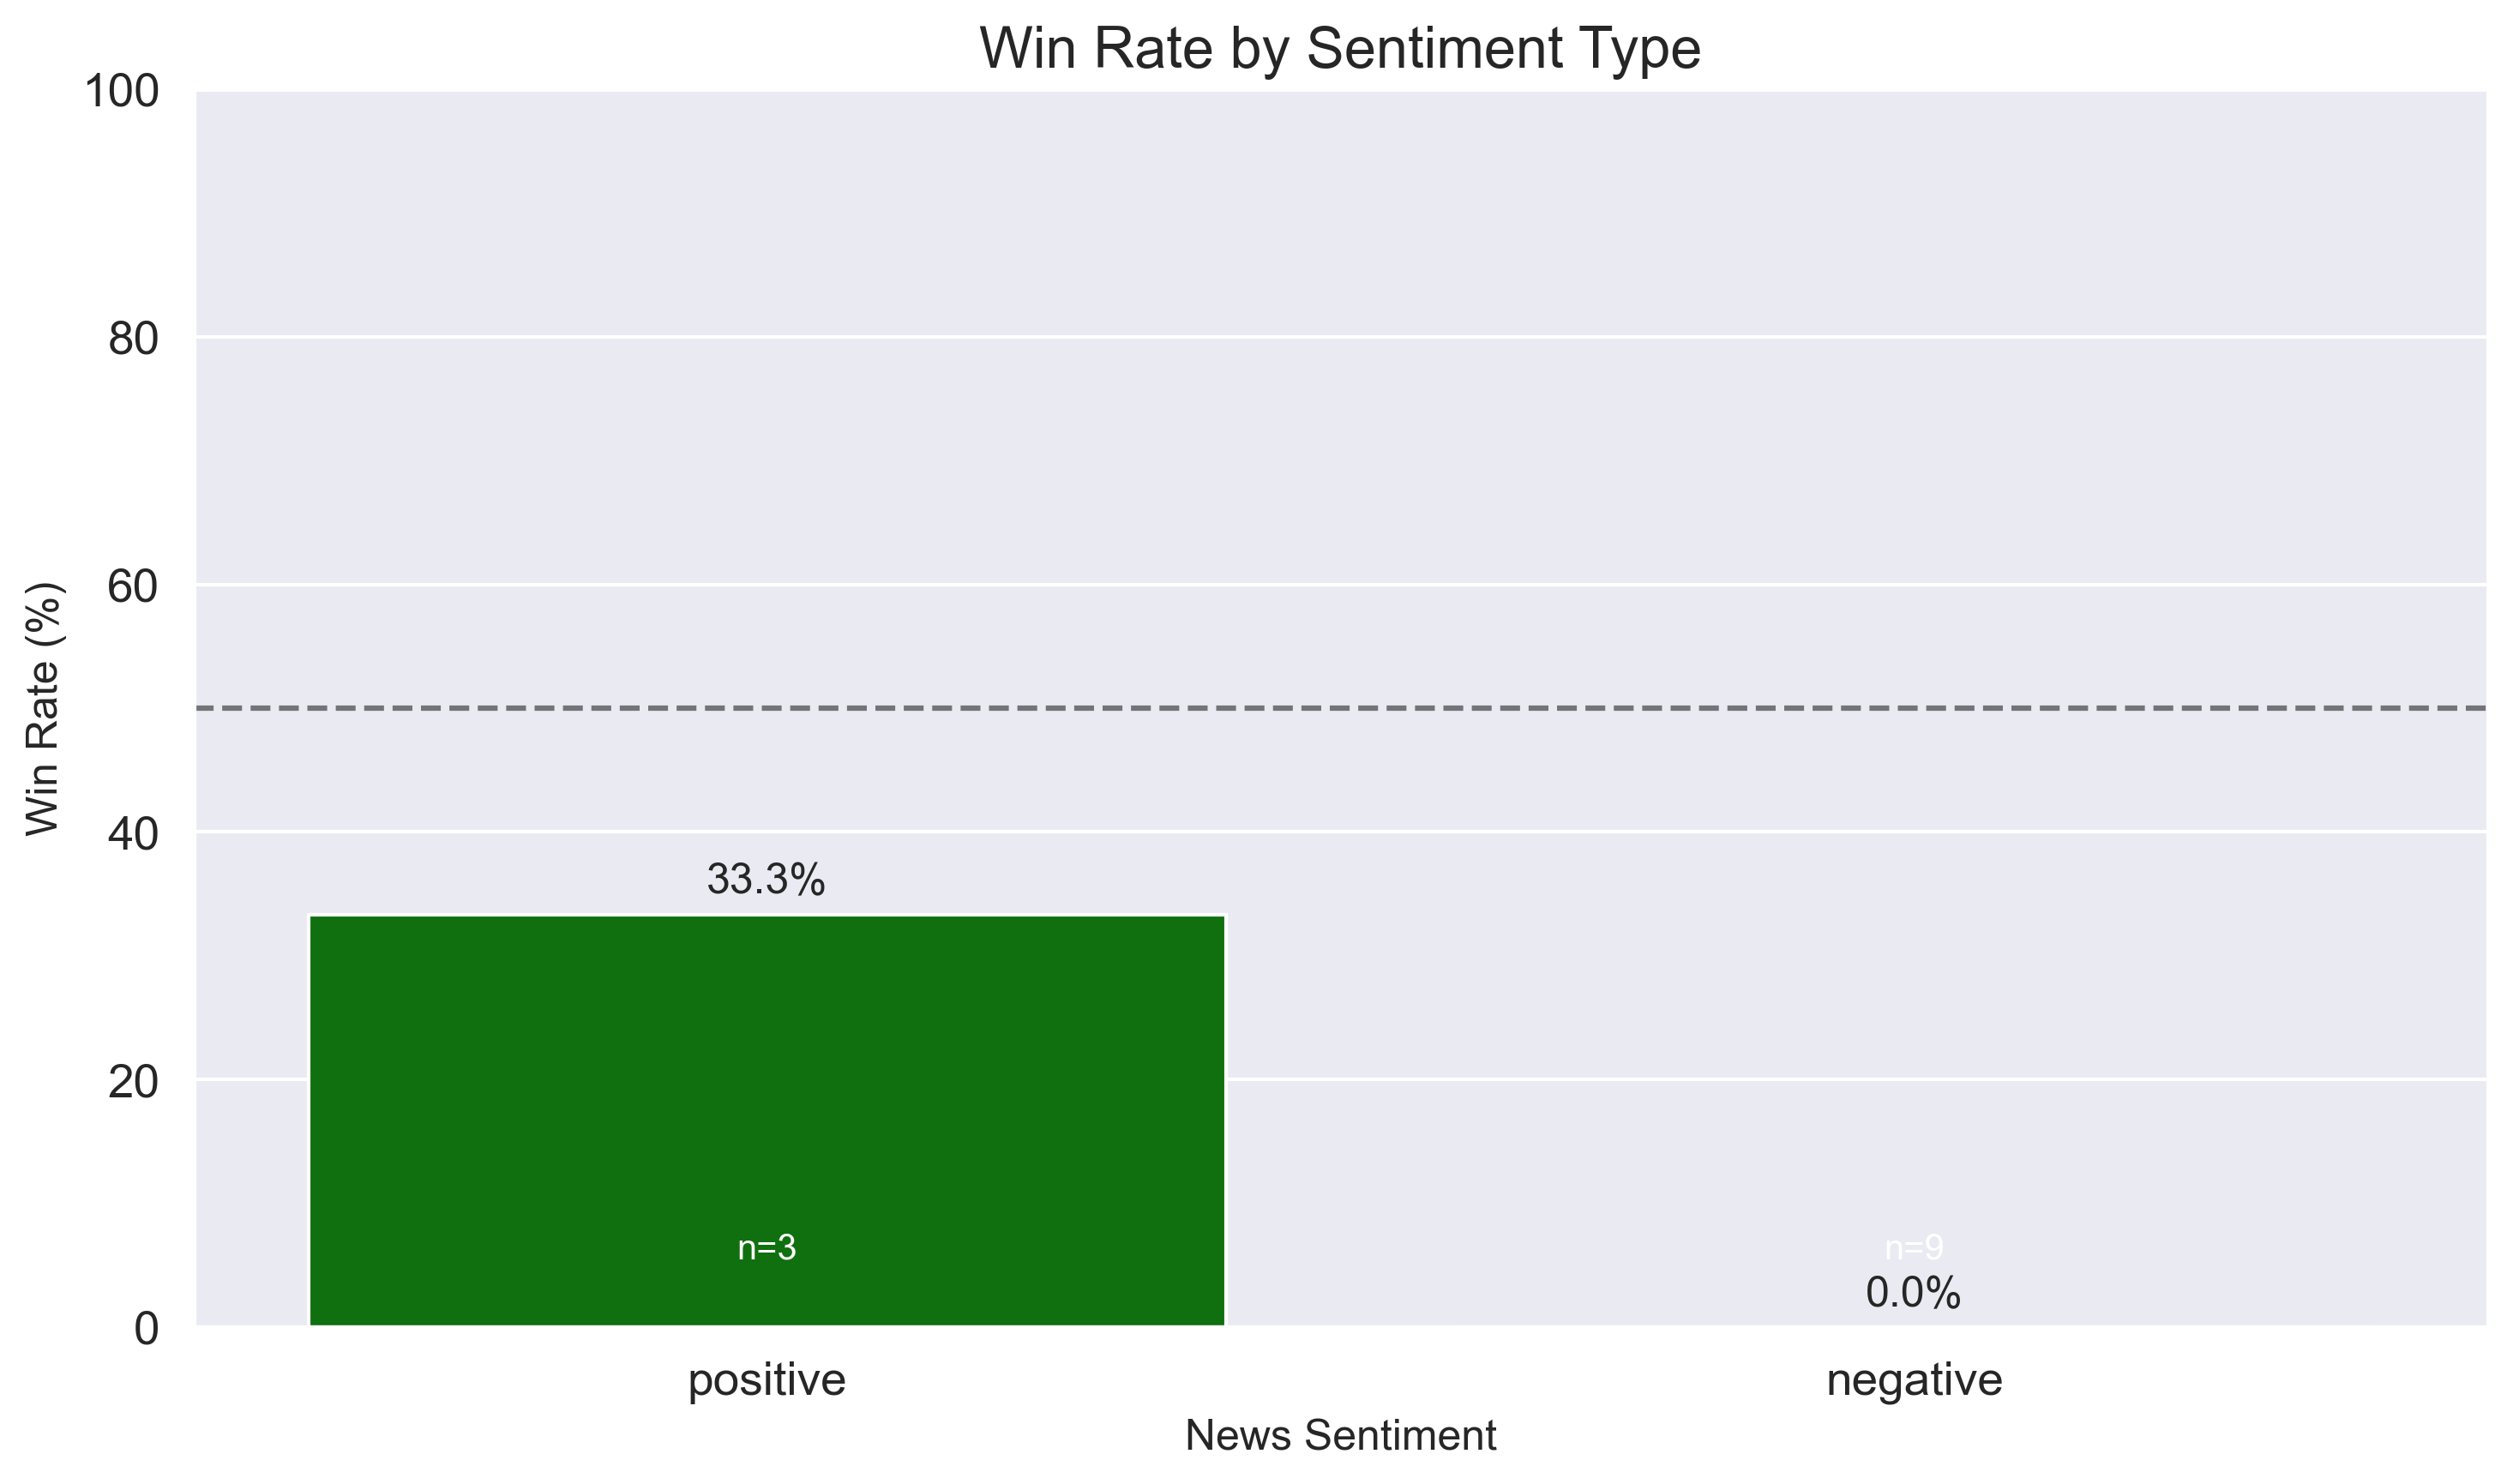 Win Rate by Sentiment Type
100
80
60
40
20
0
Win Rate (%)
33.3%
n=3
n=9
0.0%
positive
negative
News Sentiment